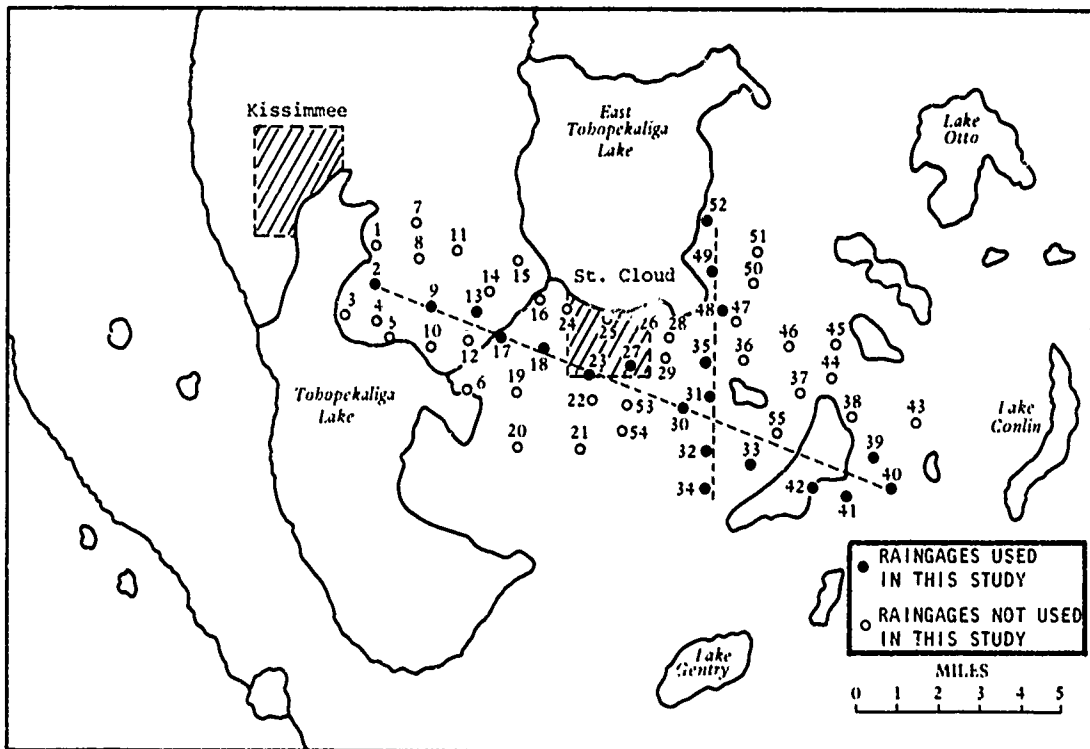 Kissimmee
East
Tohopekaliga
Lake
Lake
Otto
52
7
1
8
11
51
15
49
2
50
14
St. Cloud
9
13
48
47
3
4
16
24
25
26
28
5
10
12
17
18
23
27
29
35
36
46
45
44
6
19
37
Tohopekaliga
Lake
22
53
31
30
38
43
Lake
Conlin
20
21
54
55
32
33
39
34
42
40
41
RAINGAGES USED
IN THIS STUDY
RAINGAGES NOT USED
IN THIS STUDY
Lake
Gentry
MILES
0 1 2 3 4 5